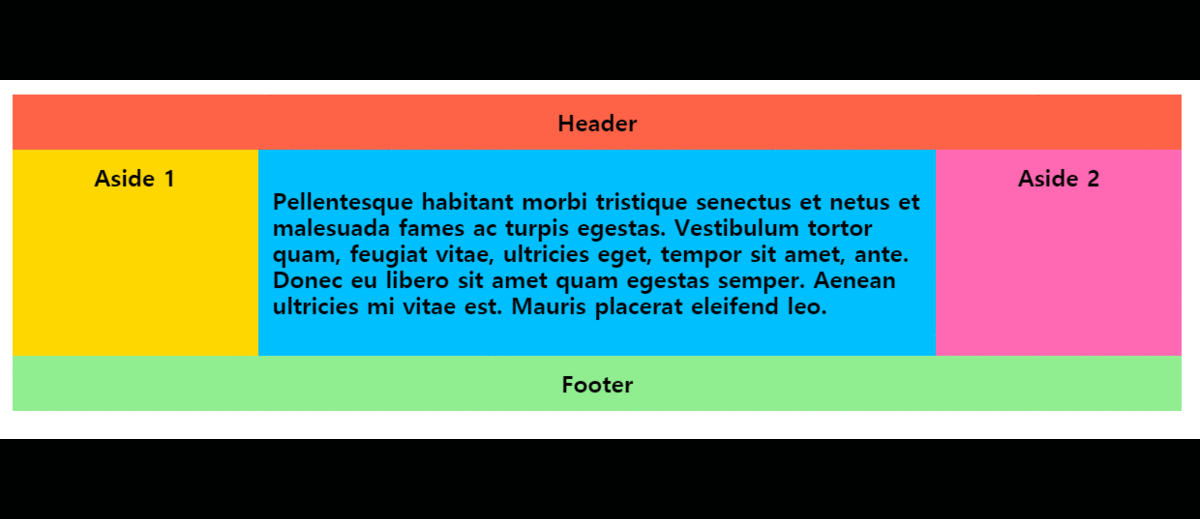 Header
Aside 1
Pellentesque habitant morbi tristique senectus et netus et
malesuada fames ac turpis egestas. Vestibulum tortor
quam, feugiat vitae, ultricies eget, tempor sit amet, ante.
Donec eu libero sit amet quam egestas semper. Aenean
ultricies mi vitae est. Mauris placerat eleifend leo.
Aside 2
Footer